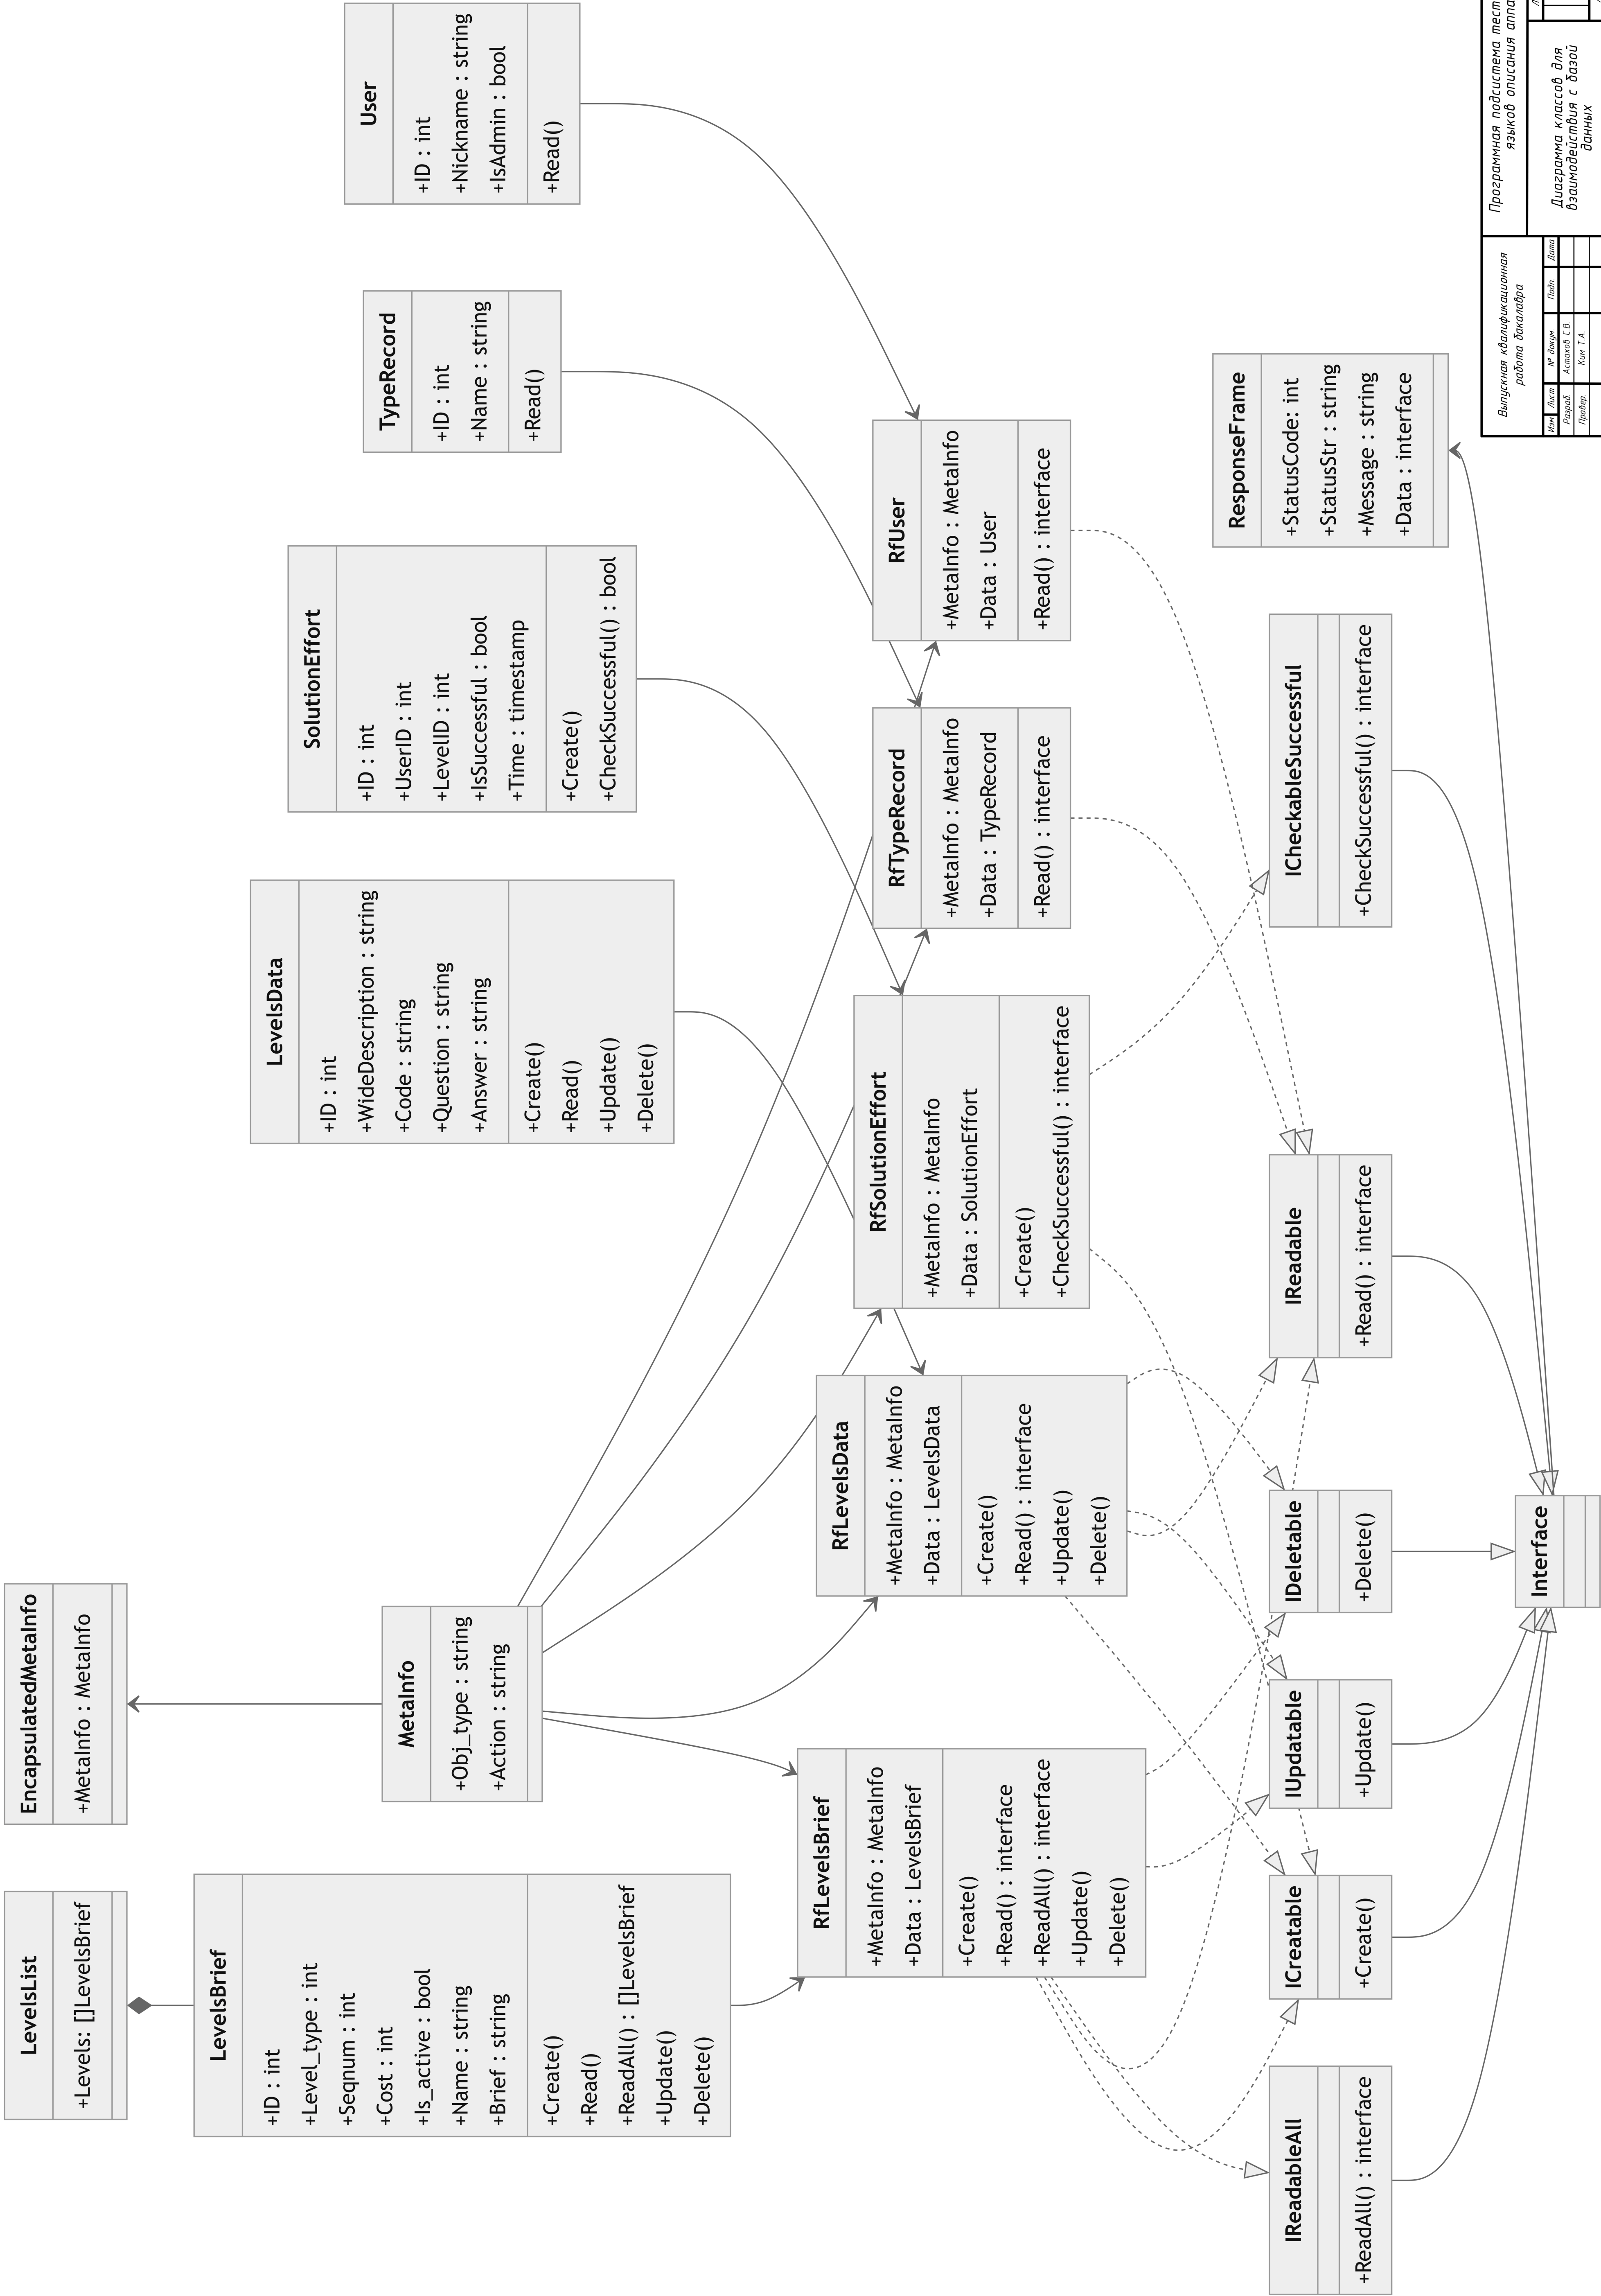 LevelsList
+Levels: []LevelsBrief
EncapsulatedMetaInfo
+MetaInfo : MetaInfo
LevelsBrief
+ID : int
+Level_type : int
+Seqnum : int
+Cost : int
+Is_active : bool
+Name : string
+Brief : string
+Create()
+Read()
+ReadAll() : []LevelsBrief
+Update()
+Delete()
MetaInfo
+Obj_type : string
+Action : string
LevelsData
+ID : int
+WideDescription : string
+Code : string
+Question : string
+Answer : string
+Create()
+Read()
+Update()
+Delete()
SolutionEffort
+ID : int
+UserID : int
+LevelID : int
+IsSuccessful : bool
+Time : timestamp
+Create()
+CheckSuccessful() : bool
TypeRecord
+ID : int
+Name : string
+Read()
User
+ID : int
+Nickname : string
+IsAdmin : bool
+Read()
RfLevelsBrief
+MetaInfo : MetaInfo
+Data : LevelsBrief
+Create()
+Read() : interface
+ReadAll() : interface
+Update()
+Delete()
RfLevelsData
+MetaInfo : MetaInfo
+Data : LevelsData
+Create()
+Read() : interface
+Update()
+Delete()
RfSolutionEffort
+MetaInfo : MetaInfo
+Data : SolutionEffort
+Create()
+CheckSuccessful() : interface
RfTypeRecord
+MetaInfo : MetaInfo
+Data : TypeRecord
+Read() : interface
RfUser
+MetaInfo : MetaInfo
+Data : User
+Read() : interface
IReadableAll
+ReadAll() : interface
ICreatable
+Create()
IUpdatable
+Update()
IDeletable
+Delete()
IReadable
+Read() : interface
ICheckableSuccessful
+CheckSuccessful() : interface
ResponseFrame
+StatusCode: int
+StatusStr : string
+Message : string
+Data : interface
Interface
Выпускная квалификационная
работа бакалавра
Программная подсистема тест
языков описания аппа
Изм Лист № докум. Подп. Дата
Разраб. Астахов С.В.
Провер. Ким Т.А.
Диаграмма классов для
взаимодействия с базой
данных